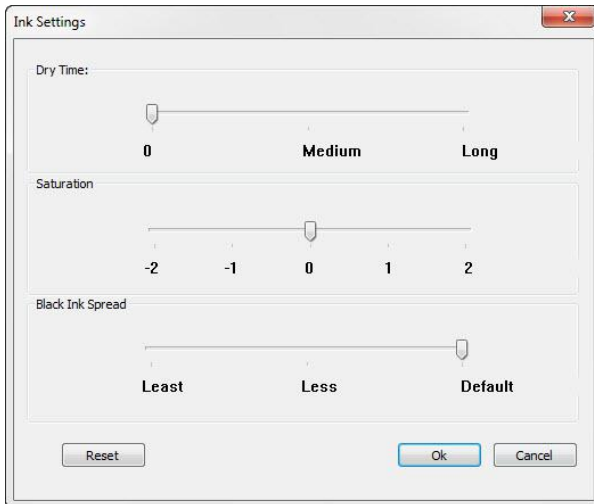 Ink Settings
Dry Time:
0 Medium Long
Saturation
-2 -1 0 1 2
Black Ink Spread
Least Less Default
Reset Ok Cancel